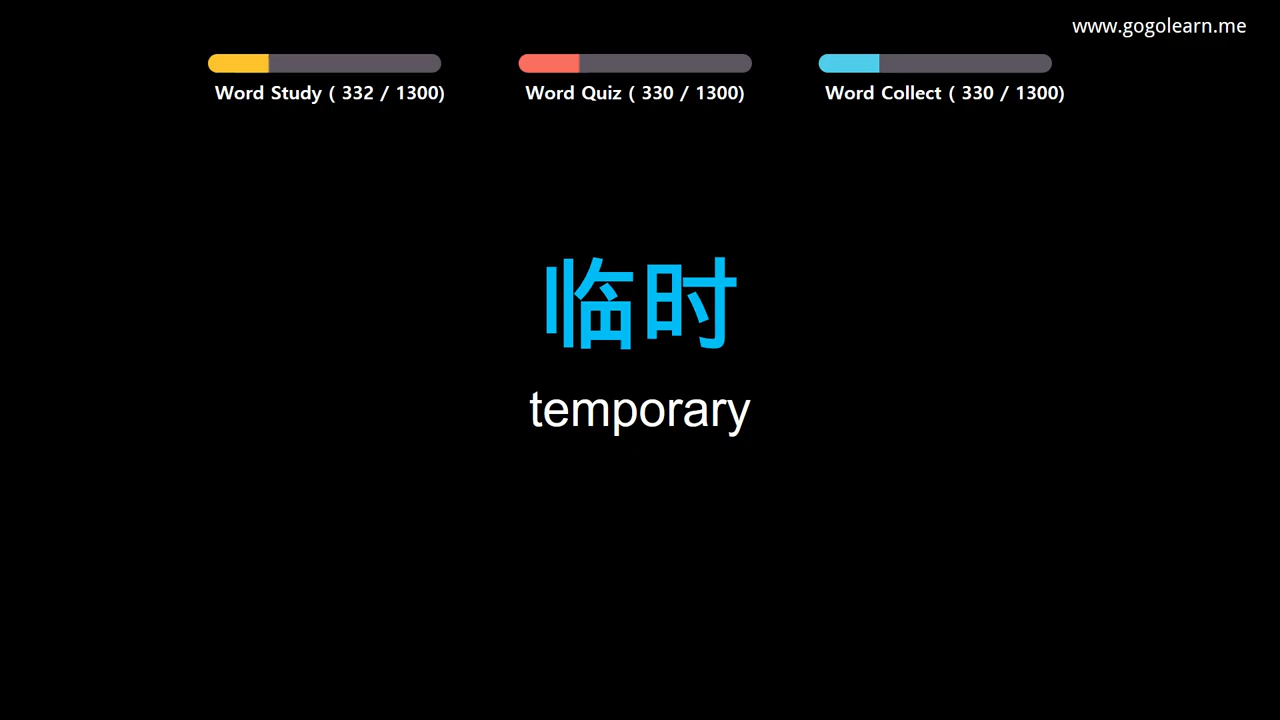 www.gogolearn.me
Word Study ( 332 / 1300)
Word Quiz ( 330 / 1300)
Word Collect ( 330 / 1300)
临时
temporary